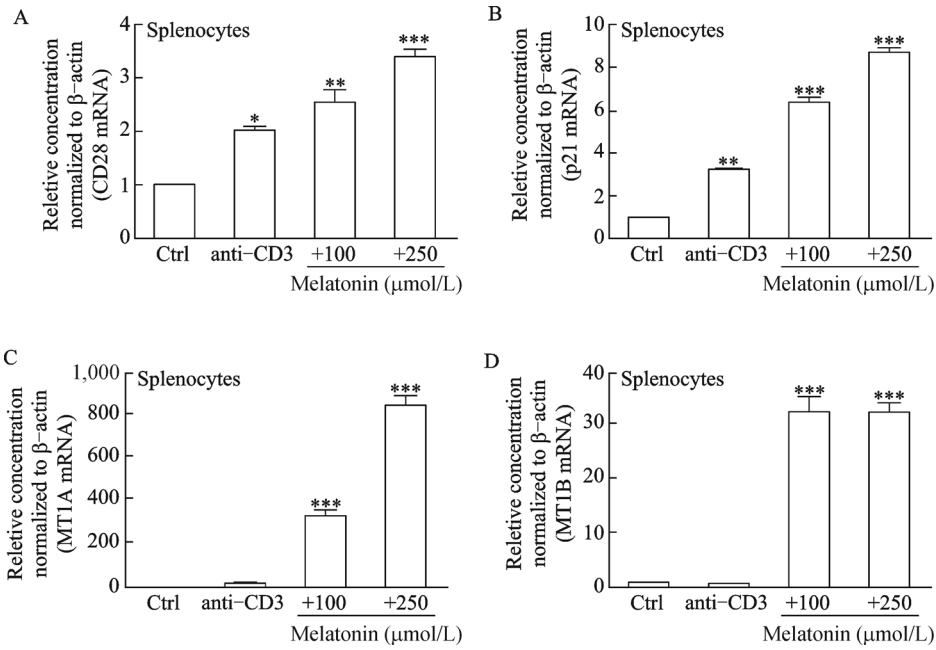 A
Reletive concentration
normalized to β−actin
(CD28 mRNA)
Splenocytes
4
3
2
1
0
*
**
***
Ctrl anti−CD3 +100 +250
Melatonin (μmol/L)
B
Reletive concentration
normalized to β−actin
(p21 mRNA)
Splenocytes
10
8
6
4
2
0
**
***
***
Ctrl anti−CD3 +100 +250
Melatonin (μmol/L)
C
Reletive concentration
normalized to β−actin
(MT1A mRNA)
Splenocytes
1,000
800
600
400
200
0
***
***
Ctrl anti−CD3 +100 +250
Melatonin (μmol/L)
D
Reletive concentration
normalized to β−actin
(MT1B mRNA)
Splenocytes
40
30
20
10
0
***
***
Ctrl anti−CD3 +100 +250
Melatonin (μmol/L)